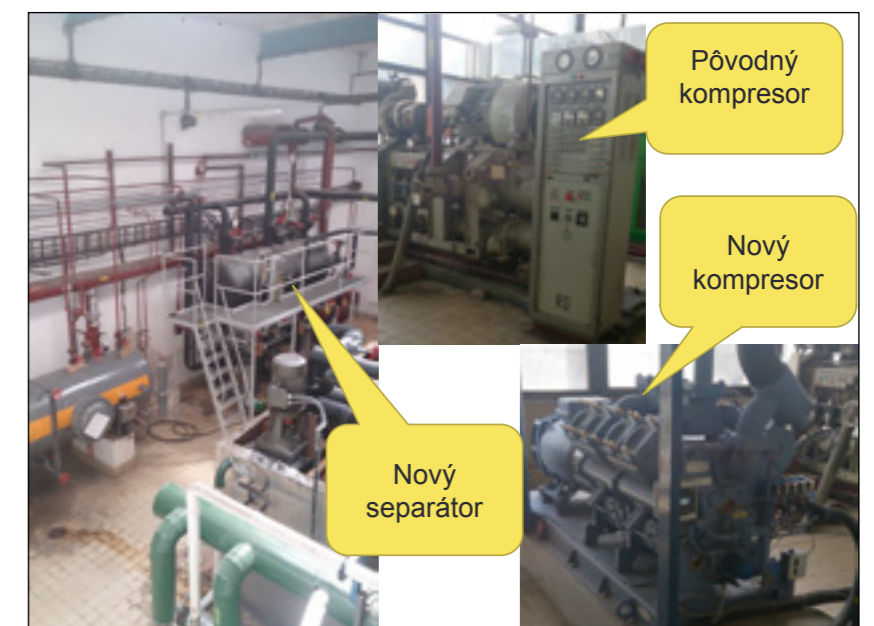 Pôvodný
kompresor
Nový
kompresor
Nový
separátor